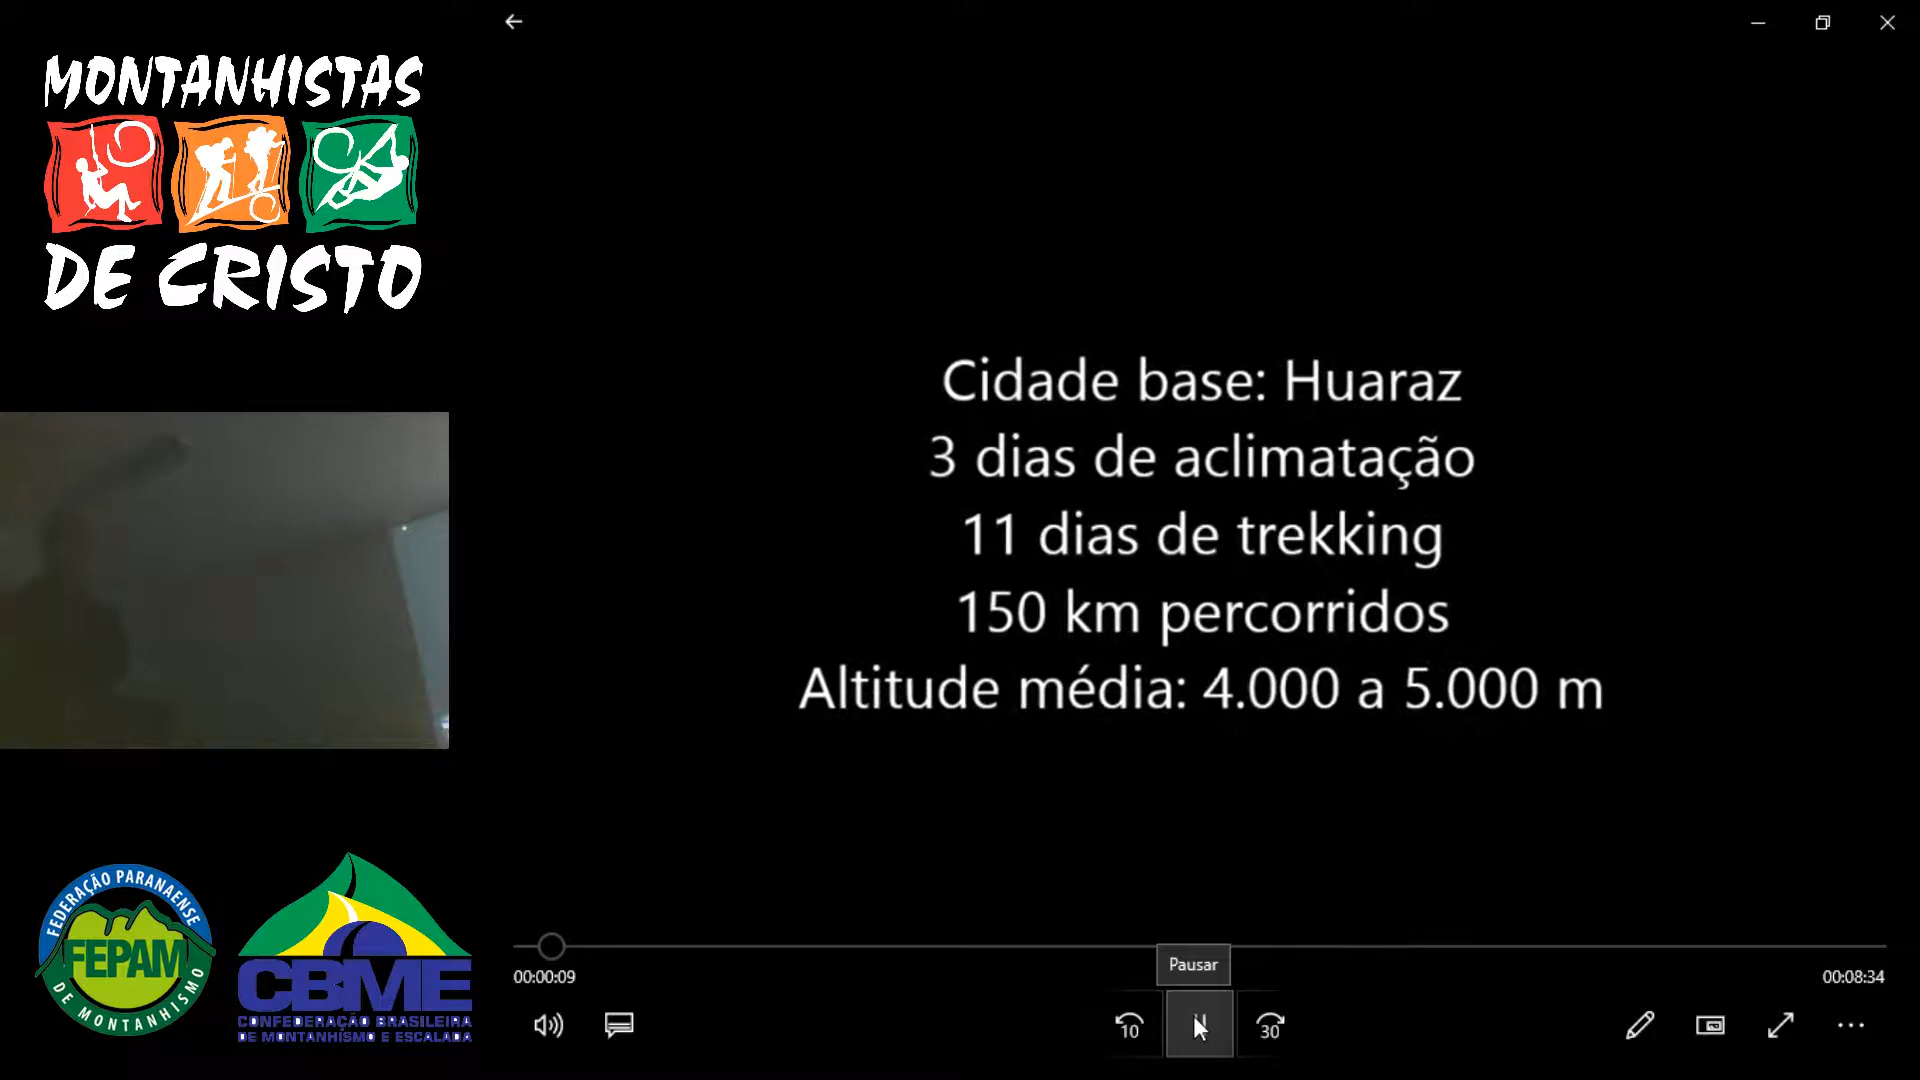 MONTANHISTAS
DE CRISTO
Cidade base: Huaraz
3 dias de aclimatação
11 dias de trekking
150 km percorridos
Altitude média: 4.000 a 5.000 m
FEDERAÇÃO PARANAENSE
FEPAM
DE MONTANHISMO
CBME
CONFEDERAÇÃO BRASILEIRA
DE MONTANHISMO E ESCALADA
Pausar
00:00:09
00:08:34
10
30